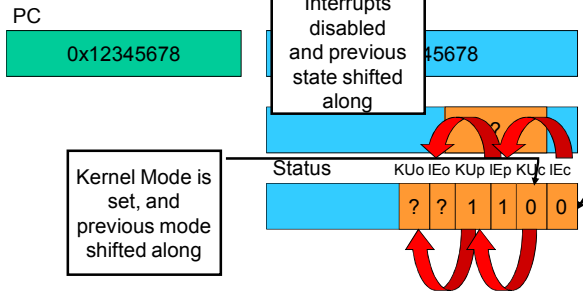 PC
Interrupts
disabled
and previous
state shifted
along
0x12345678
45678
?
Kernel Mode is
set, and
previous mode
shifted along
Status
KUo IEo KUp IEp KUc IEc
? ? 1 1 0 0